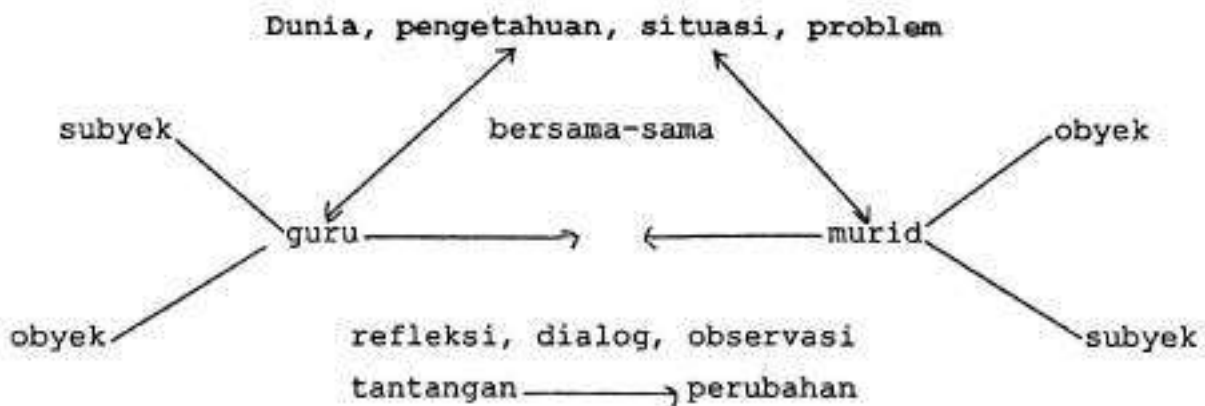 Dunia, pengetahuan, situasi, problem
subyek bersama-sama obyek
guru murid
obyek refleksi, dialog, observasi subyek
tantangan perubahan